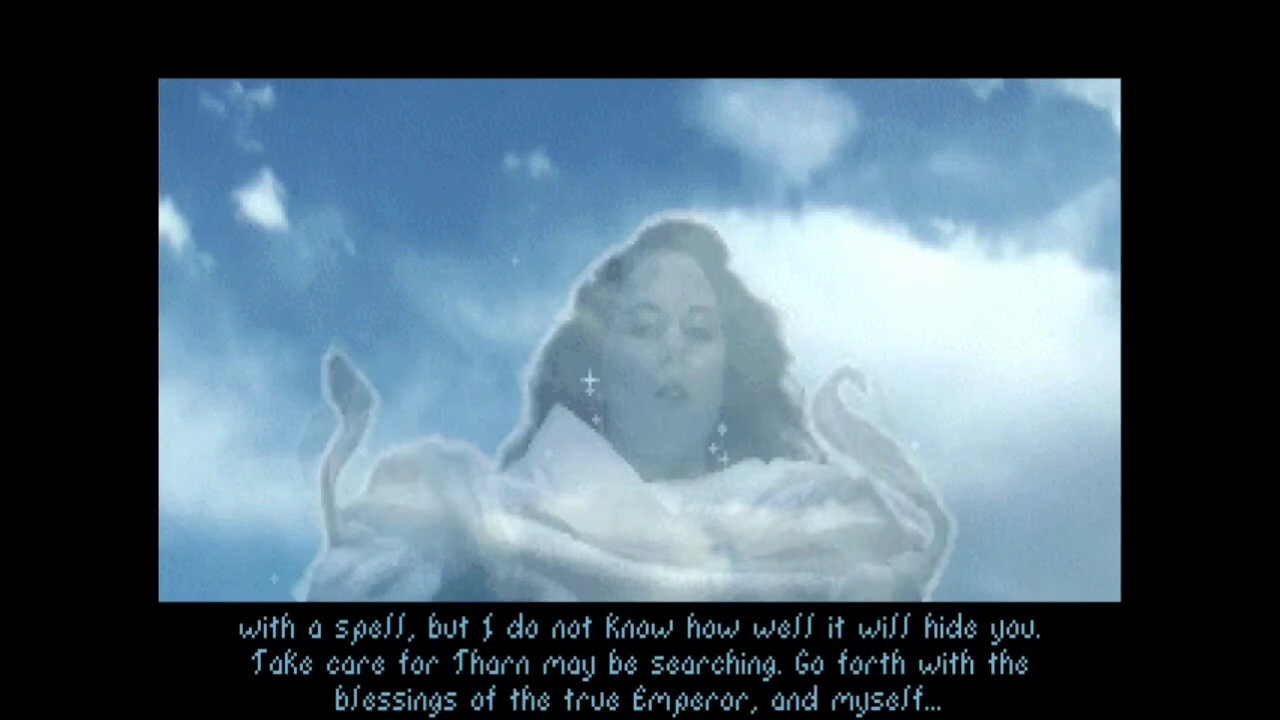 with a spell, but I do not know how well it will hide you.
Take care for Tharn may be searching. Go forth with the
blessings of the true Emperor, and myself...